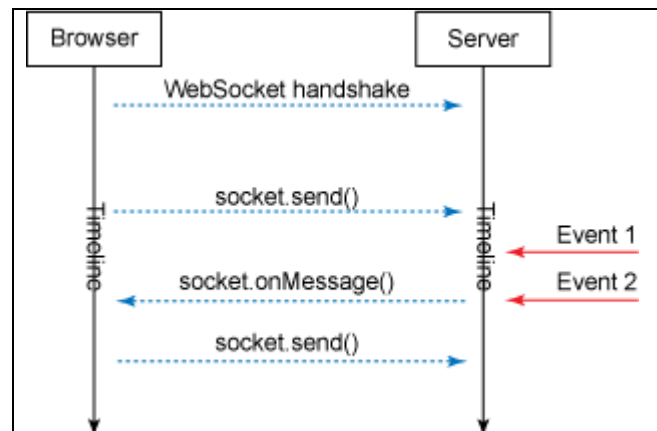 Browser
Server
WebSocket handshake
socket.send()
Timeline
Timeline
Event 1
socket.onMessage()
Event 2
socket.send()